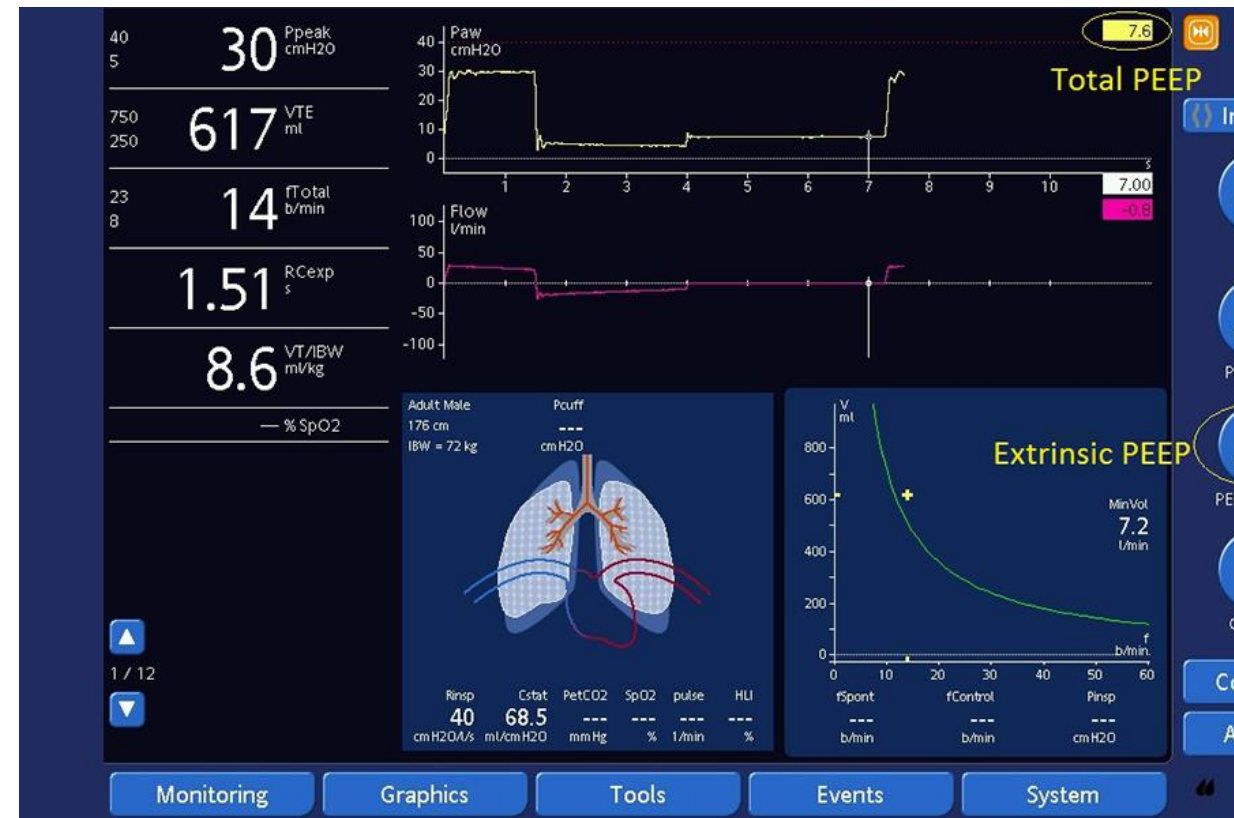 40
5
30 Ppeak
cmH2O
750
250
617 VTE
ml
23
8
14 fTotal
b/min
1.51 RCexp
s
8.6 VT/IBW
ml/kg
— % SpO2
1 / 12
Paw
cmH2O
40
30
20
10
0
7.6
Total PEEP
s
1 2 3 4 5 6 7 8 9 10
7.00
-0.8
Flow
l/min
100
50
0
-50
-100
Adult Male
176 cm
IBW = 72 kg
Pcuff
---
cmH2O
Rinsp Cstat PetCO2 SpO2 pulse HLI
40 68.5 --- --- --- ---
cmH2O/l/s ml/cmH2O mmHg % 1/min %
V
ml
800
600
400
200
0
Extrinsic PEEP
MinVol
7.2
l/min
f
b/min
0 10 20 30 40 50 60
fSpont fControl Pinsp
--- --- ---
b/min b/min cmH2O
Monitoring Graphics Tools Events System